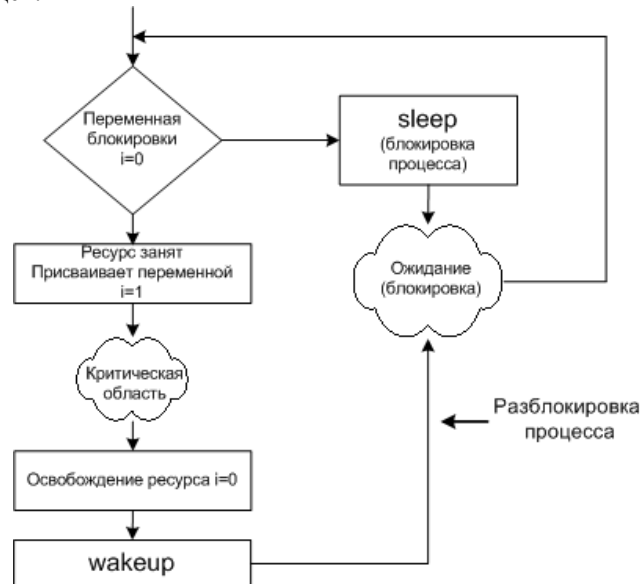 Переменная
блокировки
i=0
sleep
(блокировка
процесса)
Ресурс занят
Присваивает переменной
i=1
Ожидание
(блокировка)
Критическая
область
Разблокировка
процесса
Освобождение ресурса i=0
wakeup